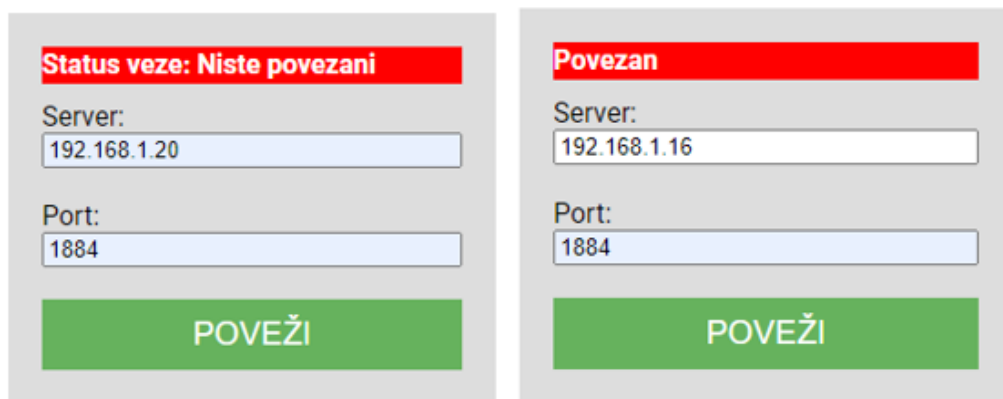 Status veze: Niste povezani
Server:
192.168.1.20
Port:
1884
POVEŽI
Povezan
Server:
192.168.1.16
Port:
1884
POVEŽI